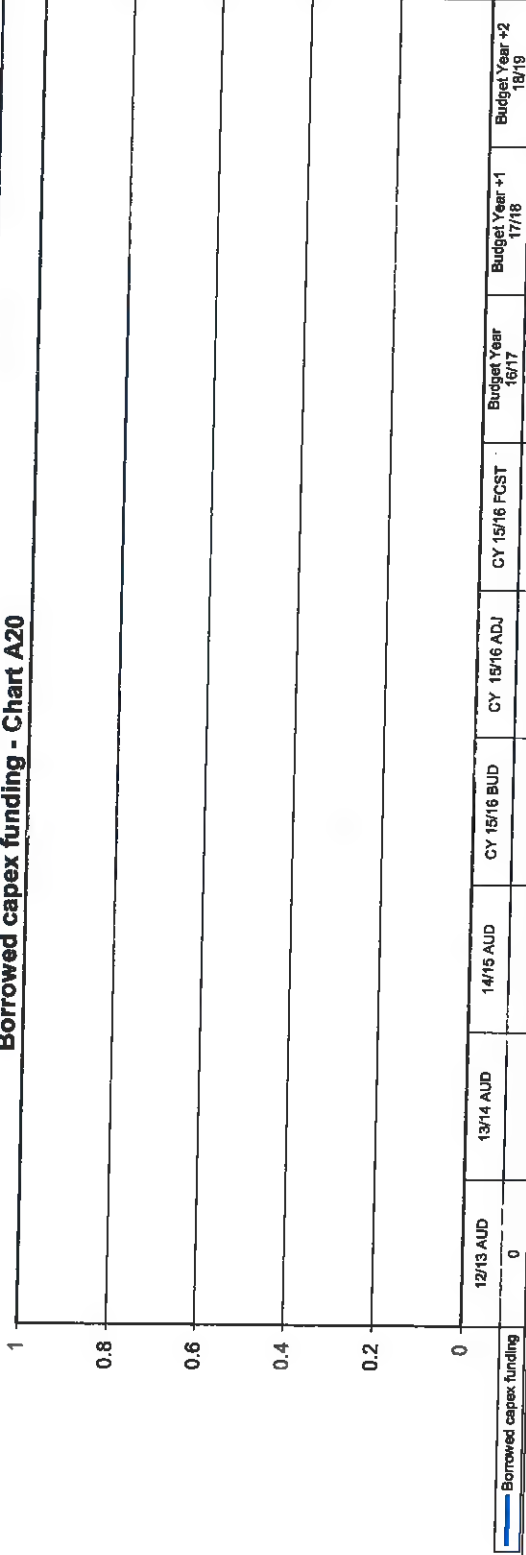 Borrowed capex funding - Chart A20
1
0.8
0.6
0.4
0.2
0
12/13 AUD
13/14 AUD
14/15 AUD
CY 15/16 BUD
CY 15/16 ADJ
CY 15/16 FCST
Budget Year
16/17
Budget Year +1
17/18
Budget Year +2
18/19
Borrowed capex funding
0